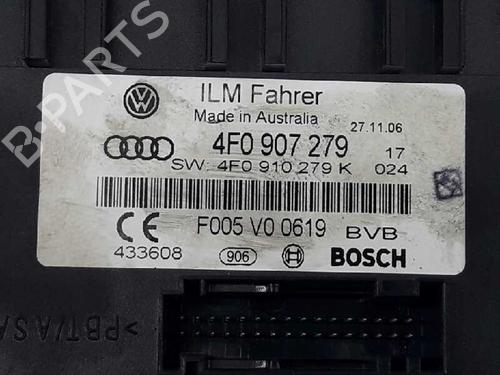 ILM Fahrer
Made in Australia
27.11.06
4F0 907 279 17
SW: 4F0 910 279 K 024
F005 V0 0619 BVB
CE
433608 906 BOSCH
>PBT/ASA
B-PARTS